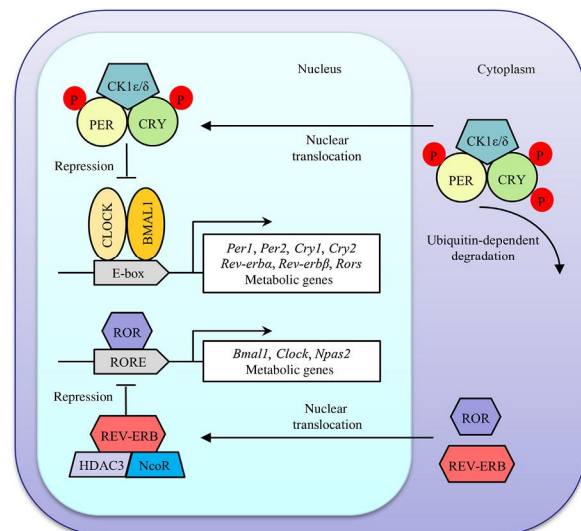 Nucleus
Cytoplasm
CK1ε/δ
P
P
PER
CRY
Nuclear
translocation
CK1ε/δ
P
P
PER
CRY
P
Repression
CLOCK
BMAL1
E-box
Per1, Per2, Cry1, Cry2
Rev-erbα, Rev-erbβ, Rors
Metabolic genes
Ubiquitin-dependent
degradation
ROR
RORE
Bmal1, Clock, Npas2
Metabolic genes
Repression
REV-ERB
HDAC3
NcoR
Nuclear
translocation
ROR
REV-ERB